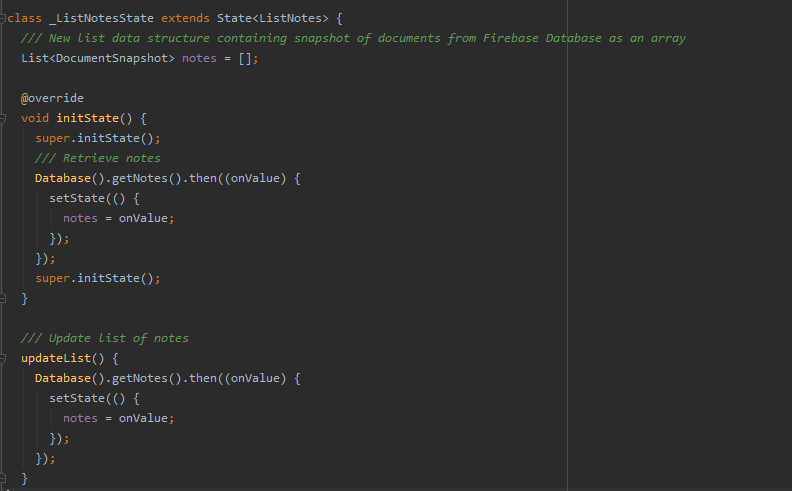 class _ListNotesState extends State<ListNotes> {
/// New list data structure containing snapshot of documents from Firebase Database as an array
List<DocumentSnapshot> notes = [];
@override
void initState() {
super.initState();
/// Retrieve notes
Database().getNotes().then((onValue) {
setState(() {
notes = onValue;
});
});
super.initState();
}
/// Update list of notes
updateList() {
Database().getNotes().then((onValue) {
setState(() {
notes = onValue;
});
});
}